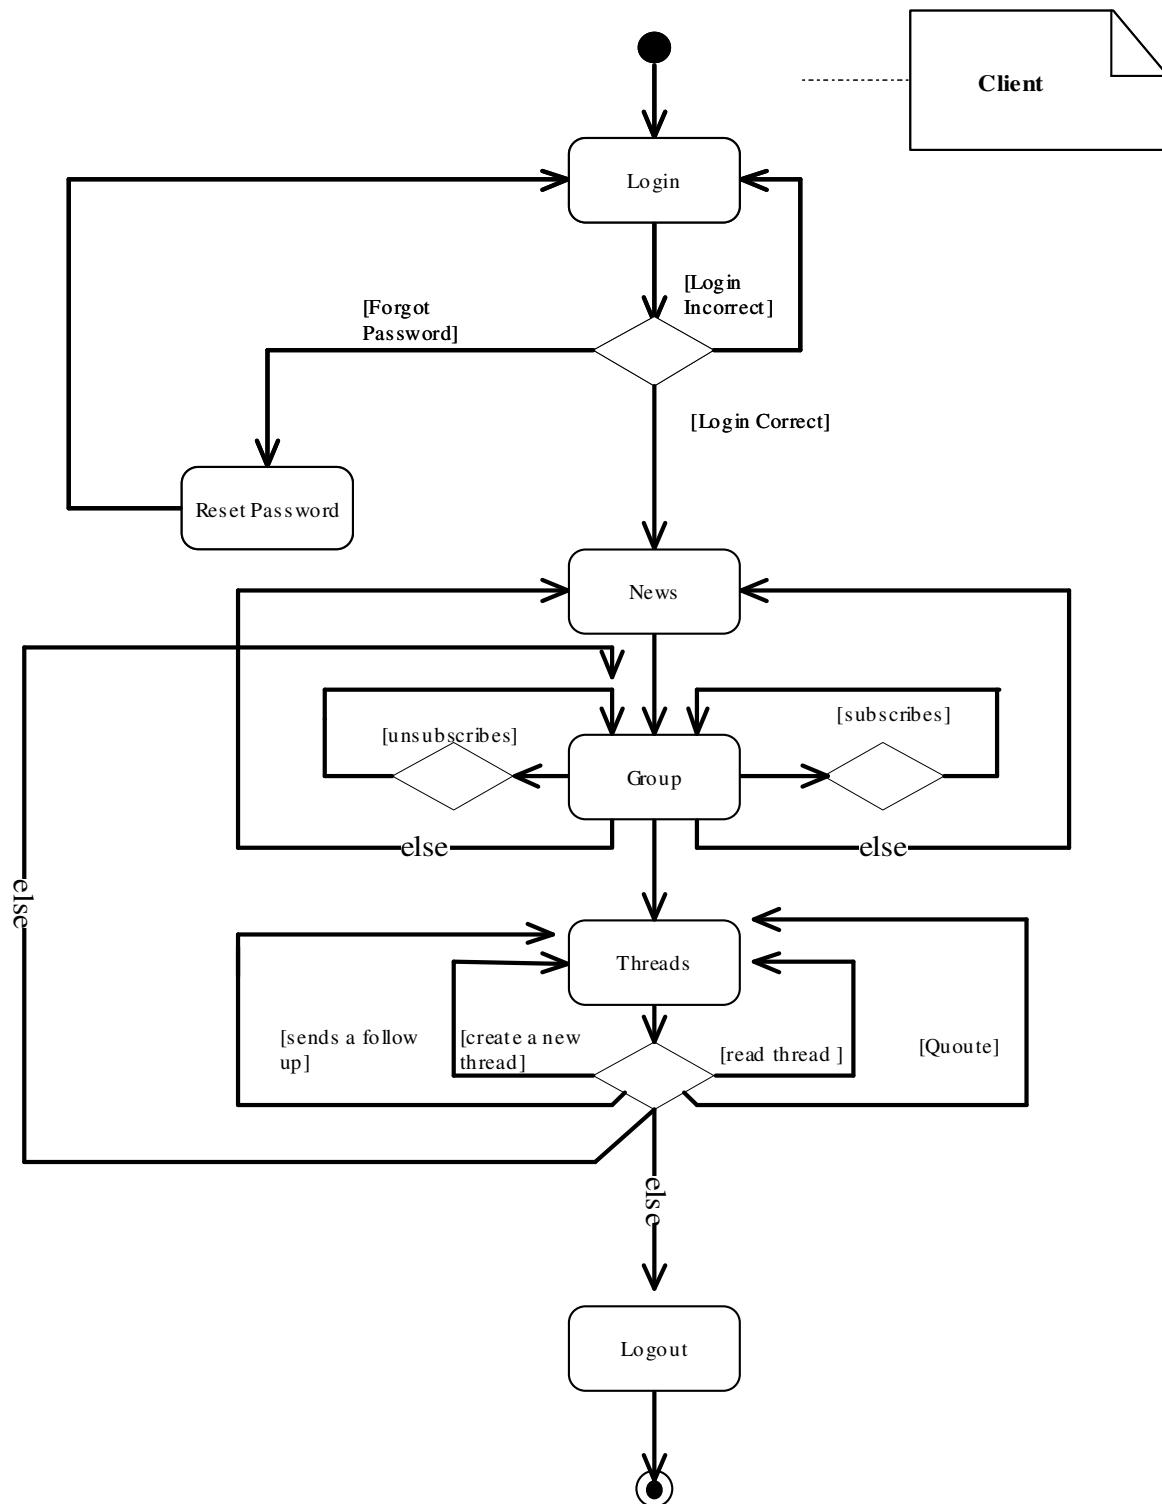 Client
Login
[Login
Incorrect]
[Forgot
Password]
[Login Correct]
Reset Password
News
[subscribes]
[unsubscribes]
Group
else
else
else
Threads
[sends a follow
up]
[create a new
thread]
[read thread ]
[Quoute]
else
Logout